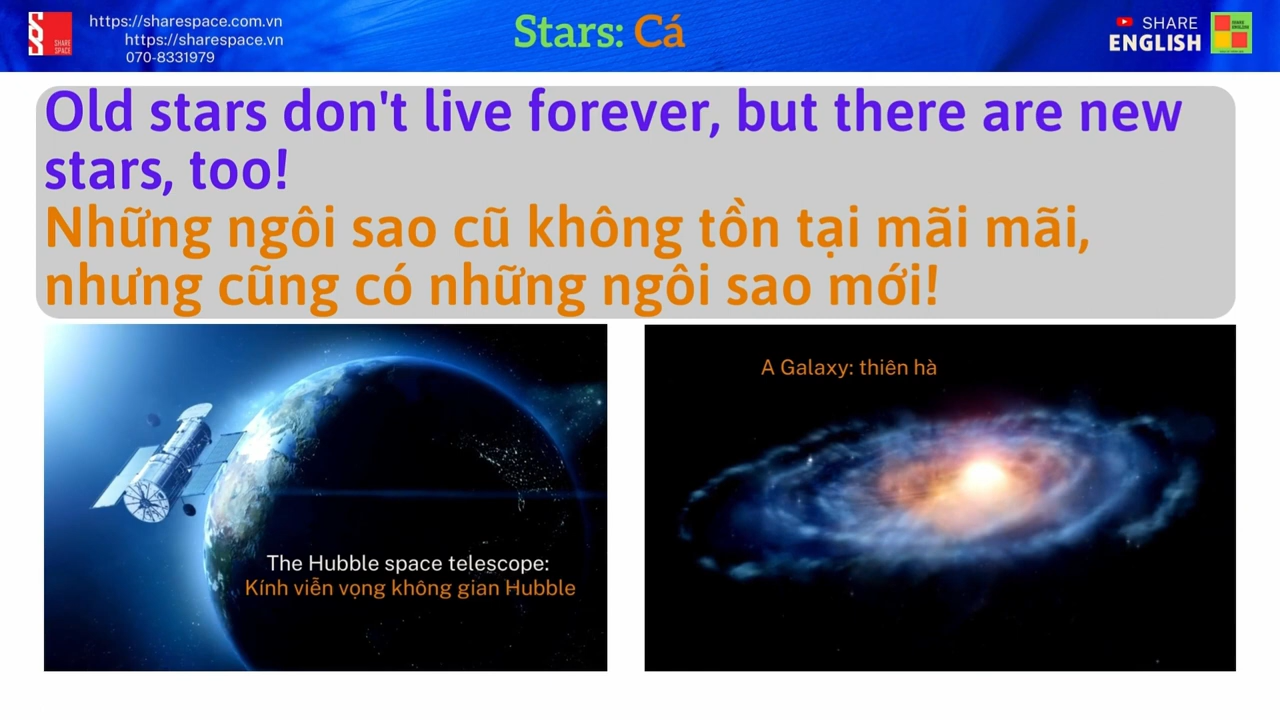 SHARE
SPACE
https://sharespace.com.vn
https://sharespace.vn
070-8331979
Stars: Cá
SHARE
ENGLISH
Old stars don't live forever, but there are new
stars, too!
Những ngôi sao cũ không tồn tại mãi mãi,
nhưng cũng có những ngôi sao mới!
The Hubble space telescope:
Kính viễn vọng không gian Hubble
A Galaxy: thiên hà